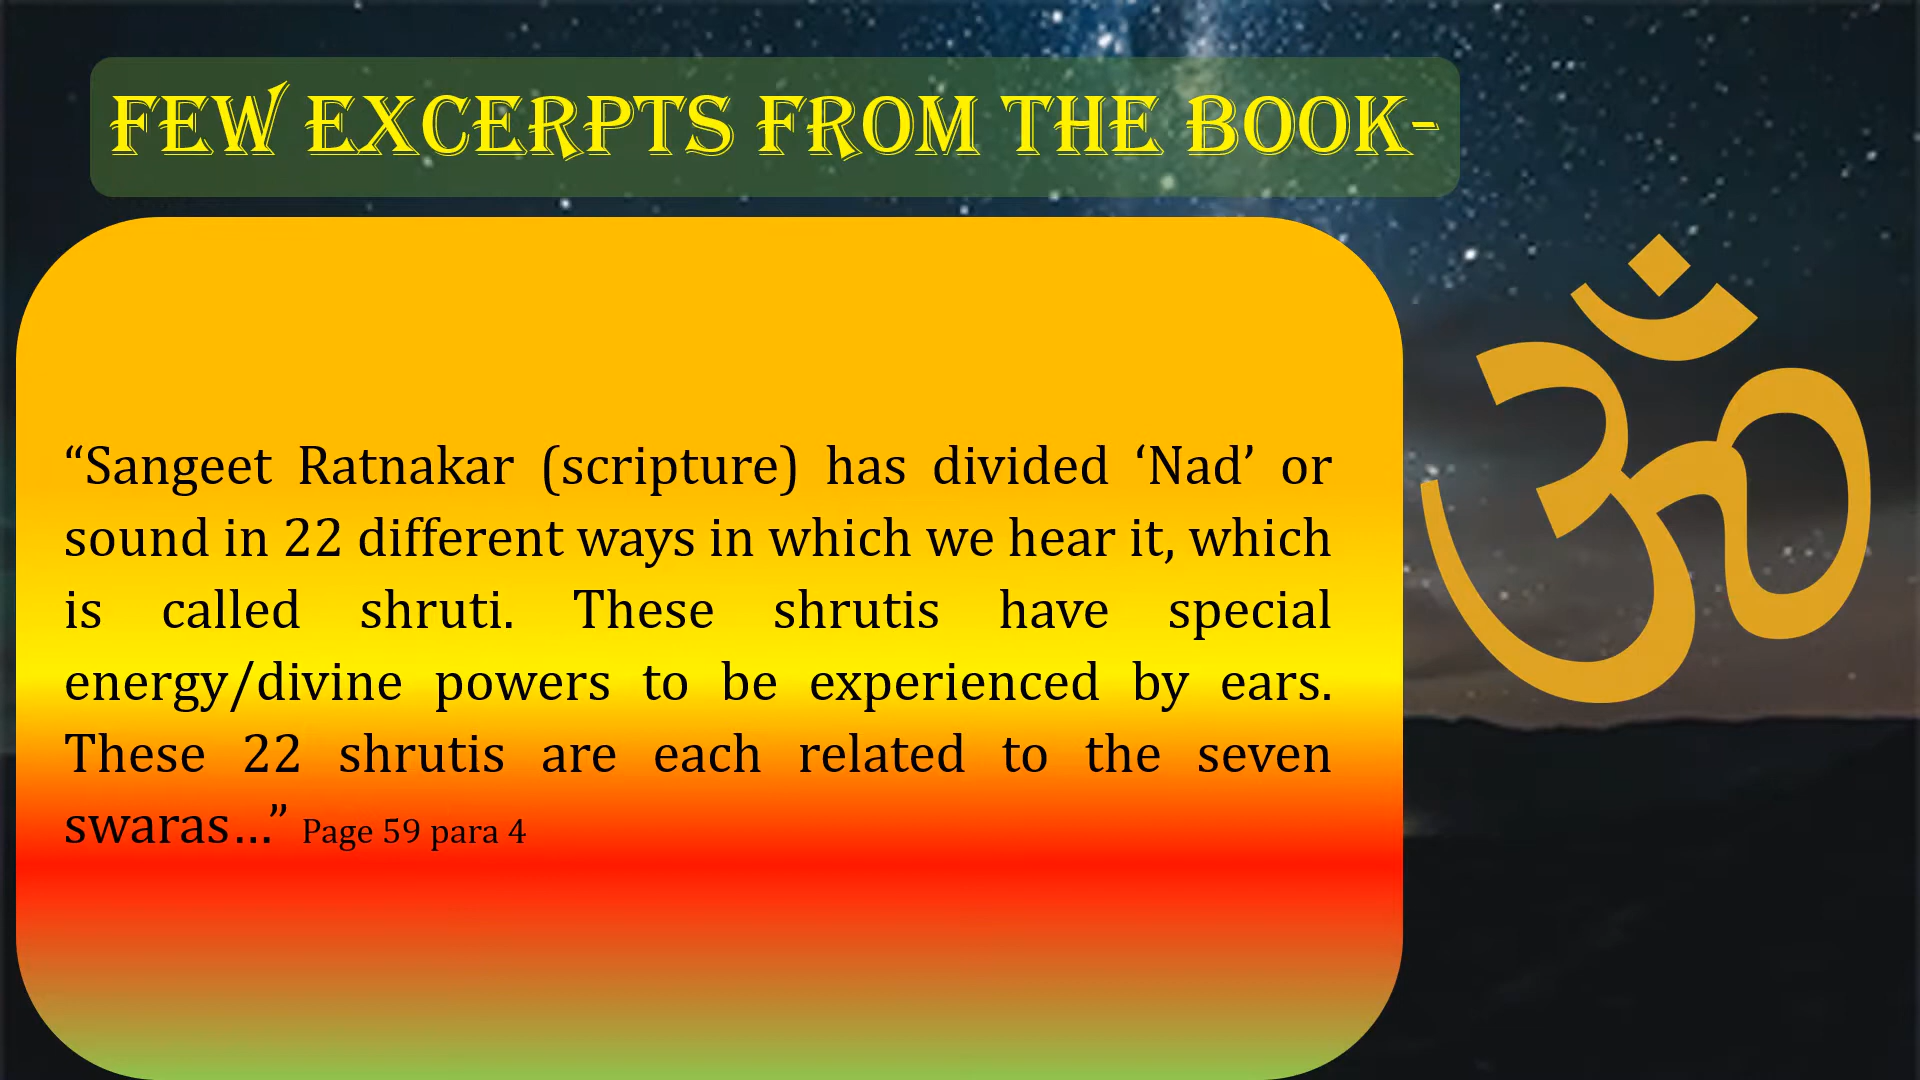 FEW EXCERPTS FROM THE BOOK-
“Sangeet Ratnakar (scripture) has divided ‘Nad’ or
sound in 22 different ways in which we hear it, which
is called shruti. These shrutis have special
energy/divine powers to be experienced by ears.
These 22 shrutis are each related to the seven
swaras…” Page 59 para 4
ॐ